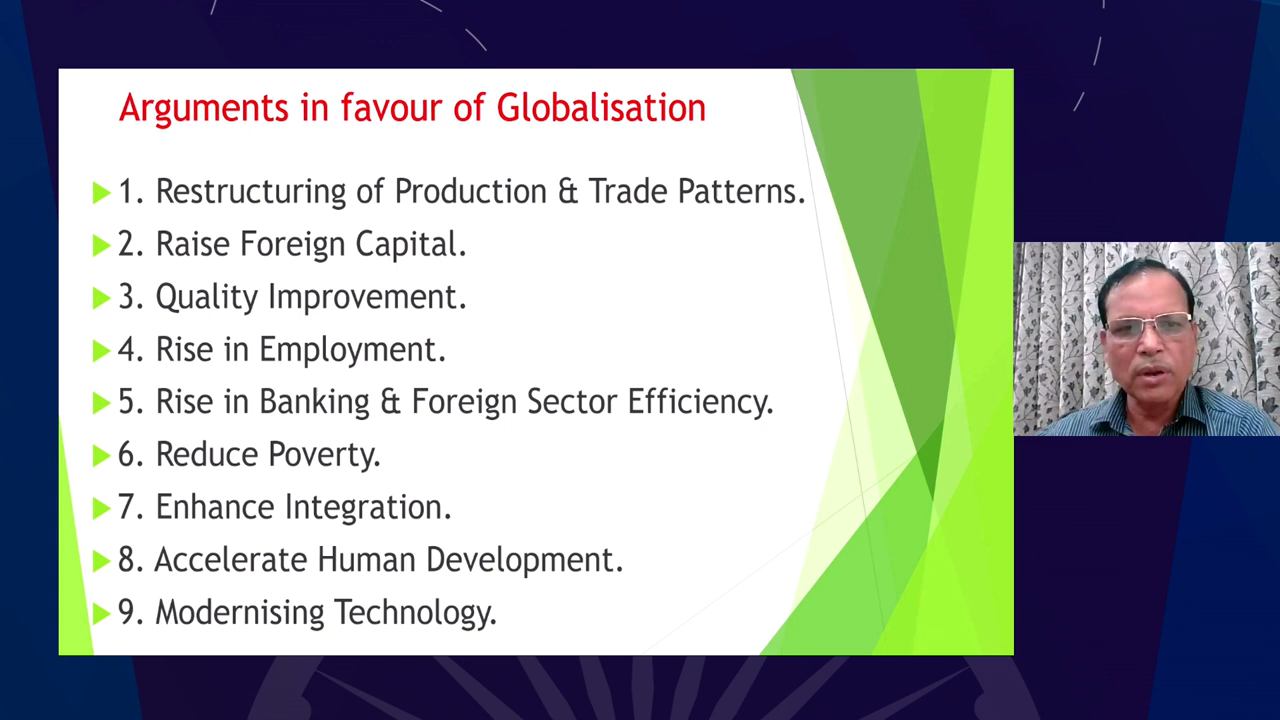 Arguments in favour of Globalisation
1. Restructuring of Production & Trade Patterns.
2. Raise Foreign Capital.
3. Quality Improvement.
4. Rise in Employment.
5. Rise in Banking & Foreign Sector Efficiency.
6. Reduce Poverty.
7. Enhance Integration.
8. Accelerate Human Development.
9. Modernising Technology.